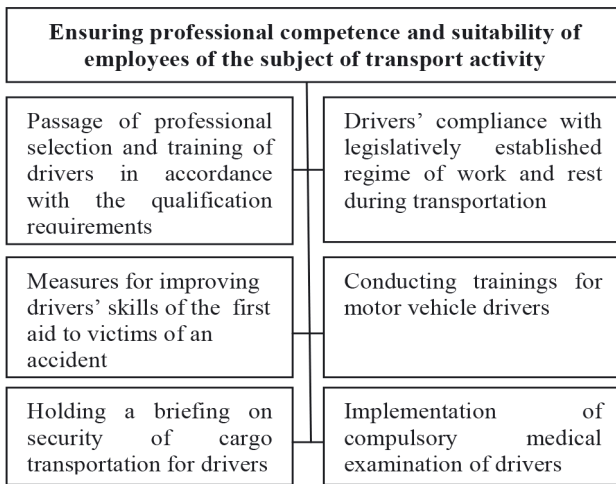 Ensuring professional competence and suitability of
employees of the subject of transport activity
Passage of professional
selection and training of
drivers in accordance
with the qualification
requirements
Drivers’ compliance with
legislatively established
regime of work and rest
during transportation
Measures for improving
drivers’ skills of the first
aid to victims of an
accident
Conducting trainings for
motor vehicle drivers
Holding a briefing on
security of cargo
transportation for drivers
Implementation of
compulsory medical
examination of drivers